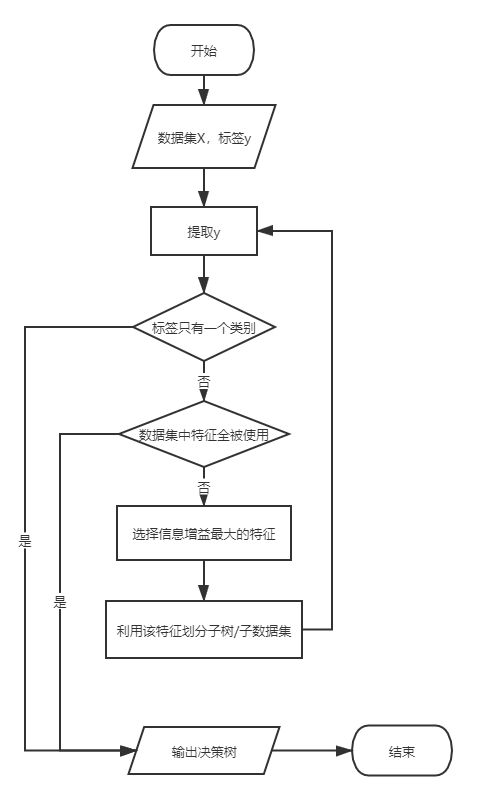 开始
数据集X，标签y
提取y
标签只有一个类别
否
数据集中特征全被使用
否
选择信息增益最大的特征
是
是
利用该特征划分子树/子数据集
输出决策树
结束